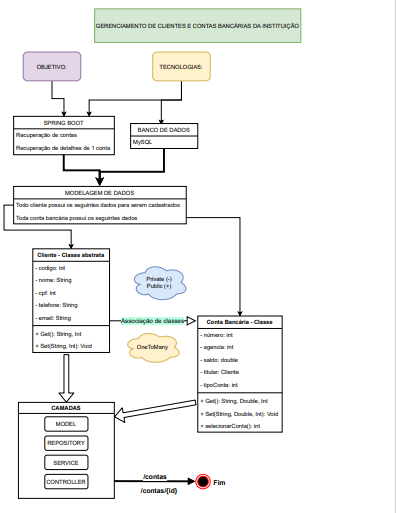 GERENCIAMENTO DE CLIENTES E CONTAS BANCÁRIAS DA INSTITUIÇÃO
OBJETIVO:
TECNOLOGIAS:
SPRING BOOT
Recuperação de contas
Recuperação de detalhes de 1 conta
BANCO DE DADOS
MySQL
MODELAGEM DE DADOS
Todo cliente possui os seguintes dados para serem cadastrados
Toda conta bancária possui os seguintes dados
Cliente - Classe abstrata
- codigo: int
- nome: String
- cpf: int
- telefone: String
- email: String
+ Get(): String, Int
+ Set(String, Int): Void
Private (-)
Public (+)
Associação de classes
OneToMany
Conta Bancária - Classe
- número: int
- agencia: int
- saldo: double
- titular: Cliente
- tipoConta: int
+ Get(): String, Double, Int
+ Set(String, Double, Int): Void
+ selecionarConta(): int
CAMADAS
MODEL
REPOSITORY
SERVICE
CONTROLLER
/contas
/contas/{id}
Fim